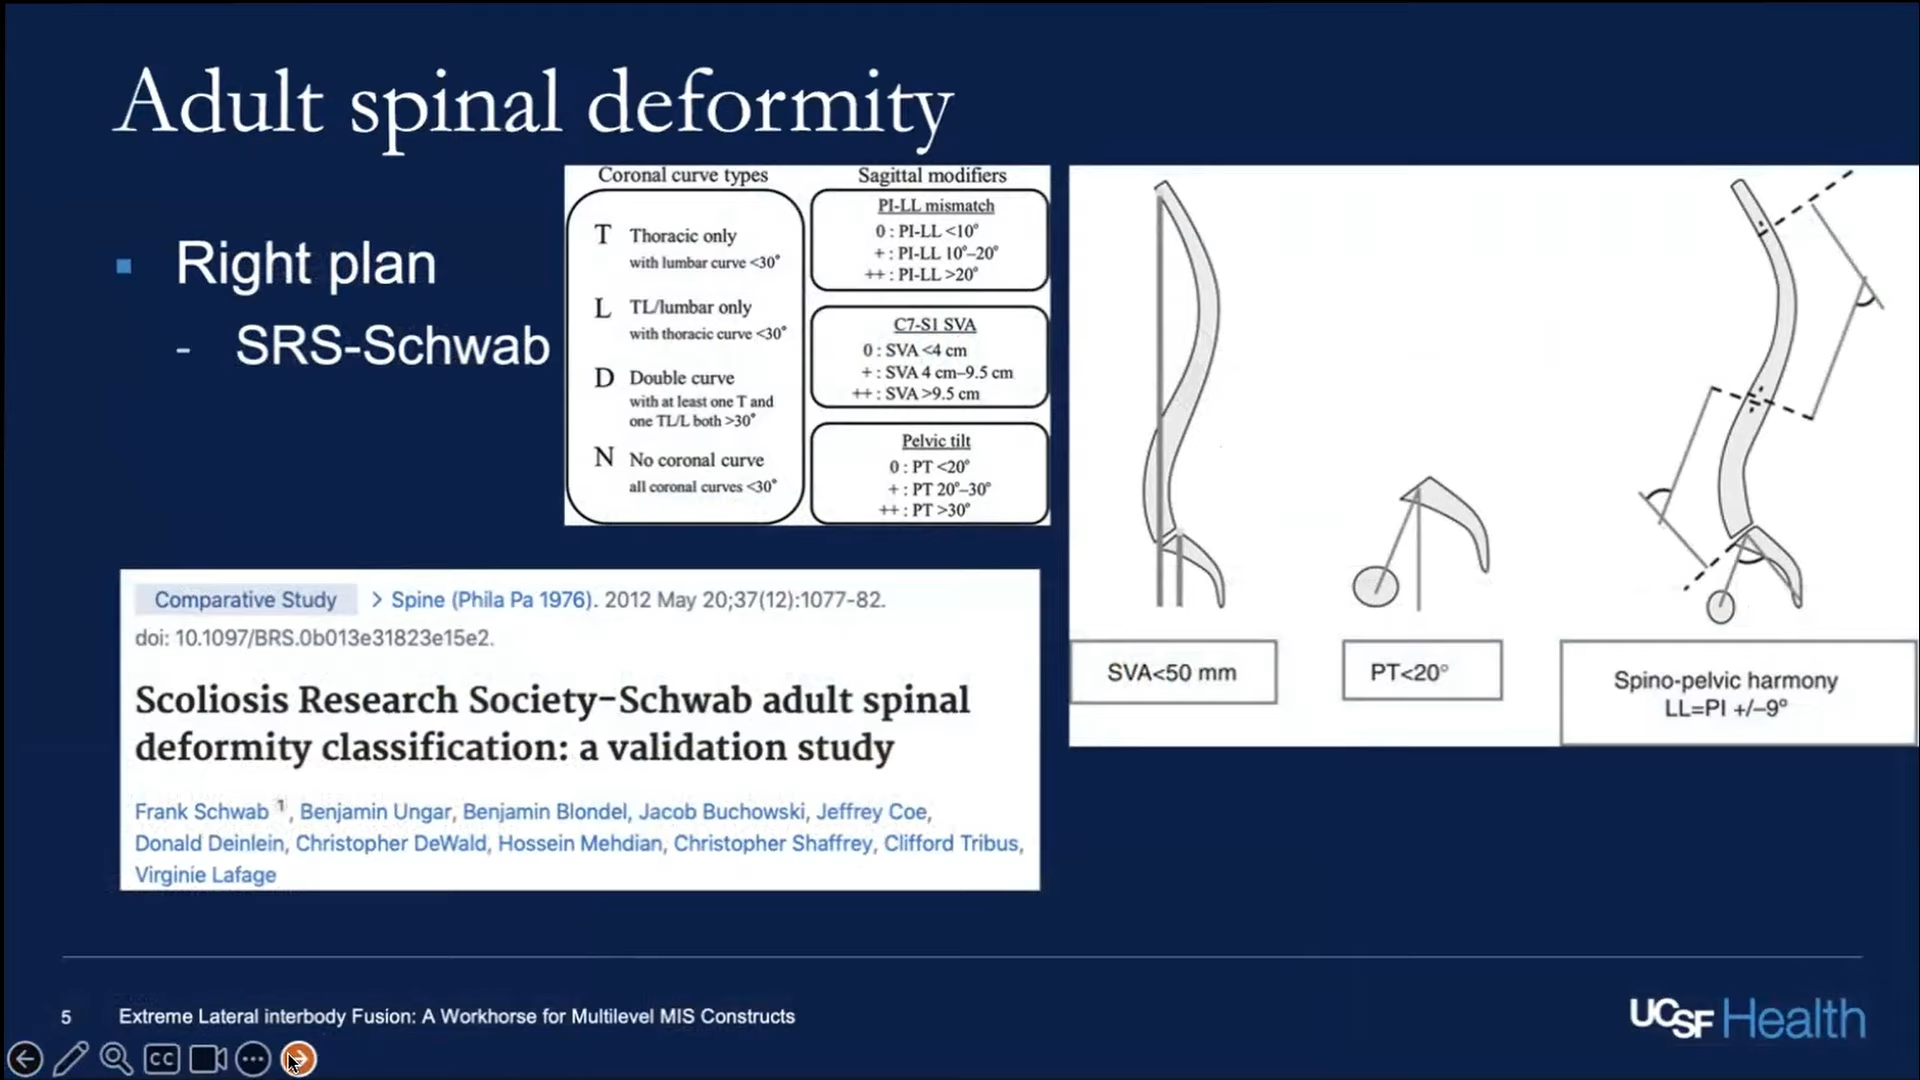 Adult spinal deformity
Right plan
- SRS-Schwab
Coronal curve types
T Thoracic only
with lumbar curve <30°
L TL/lumbar only
with thoracic curve <30°
D Double curve
with at least one T and
one TL/L both >30°
N No coronal curve
all coronal curves <30°
Sagittal modifiers
PI-LL mismatch
0 : PI-LL <10°
+ : PI-LL 10°–20°
++ : PI-LL >20°
C7-S1 SVA
0 : SVA <4 cm
+ : SVA 4 cm–9.5 cm
++ : SVA >9.5 cm
Pelvic tilt
0 : PT <20°
+ : PT 20°–30°
++ : PT >30°
SVA<50 mm
PT<20°
Spino-pelvic harmony
LL=PI +/–9°
Comparative Study > Spine (Phila Pa 1976). 2012 May 20;37(12):1077-82.
doi: 10.1097/BRS.0b013e31823e15e2.
Scoliosis Research Society-Schwab adult spinal
deformity classification: a validation study
Frank Schwab 1, Benjamin Ungar, Benjamin Blondel, Jacob Buchowski, Jeffrey Coe,
Donald Deinlein, Christopher DeWald, Hossein Mehdian, Christopher Shaffrey, Clifford Tribus,
Virginie Lafage
5 Extreme Lateral interbody Fusion: A Workhorse for Multilevel MIS Constructs
UCSF Health
CC